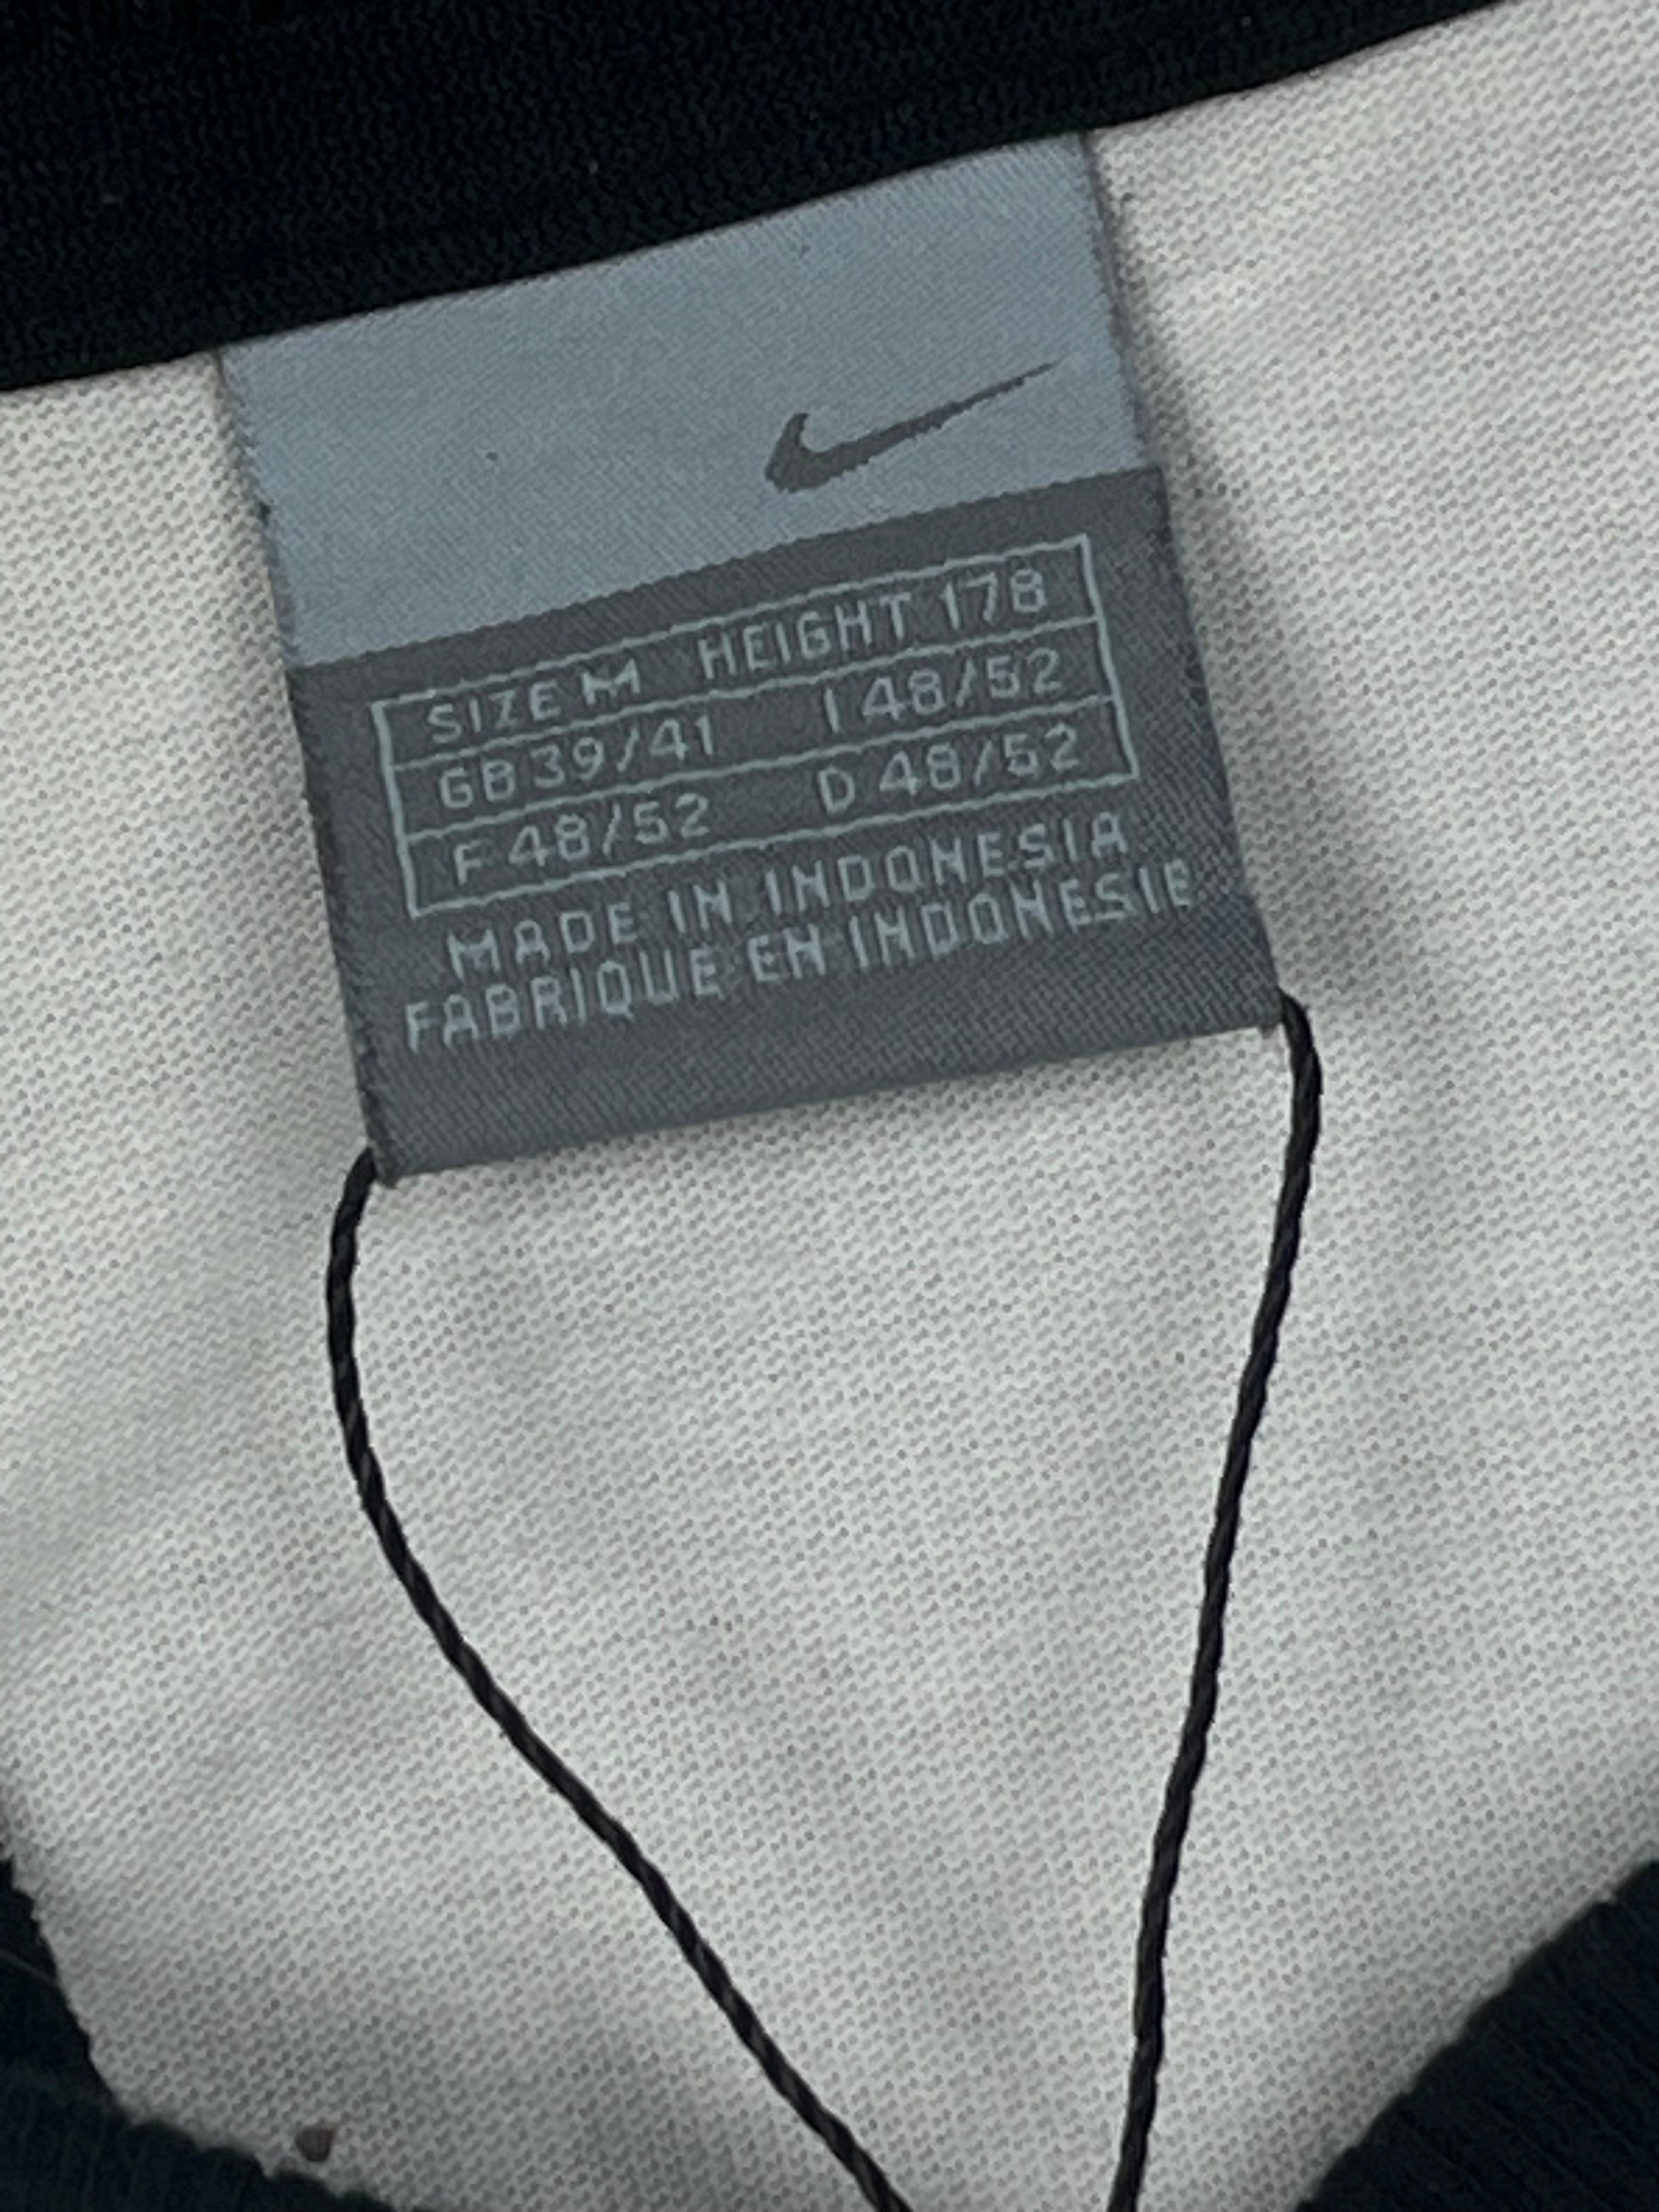 SIZE M HEIGHT 178
GB 39/41 I 48/52
F 48/52 D 48/52
MADE IN INDONESIA
FABRIQUE EN INDONESIE